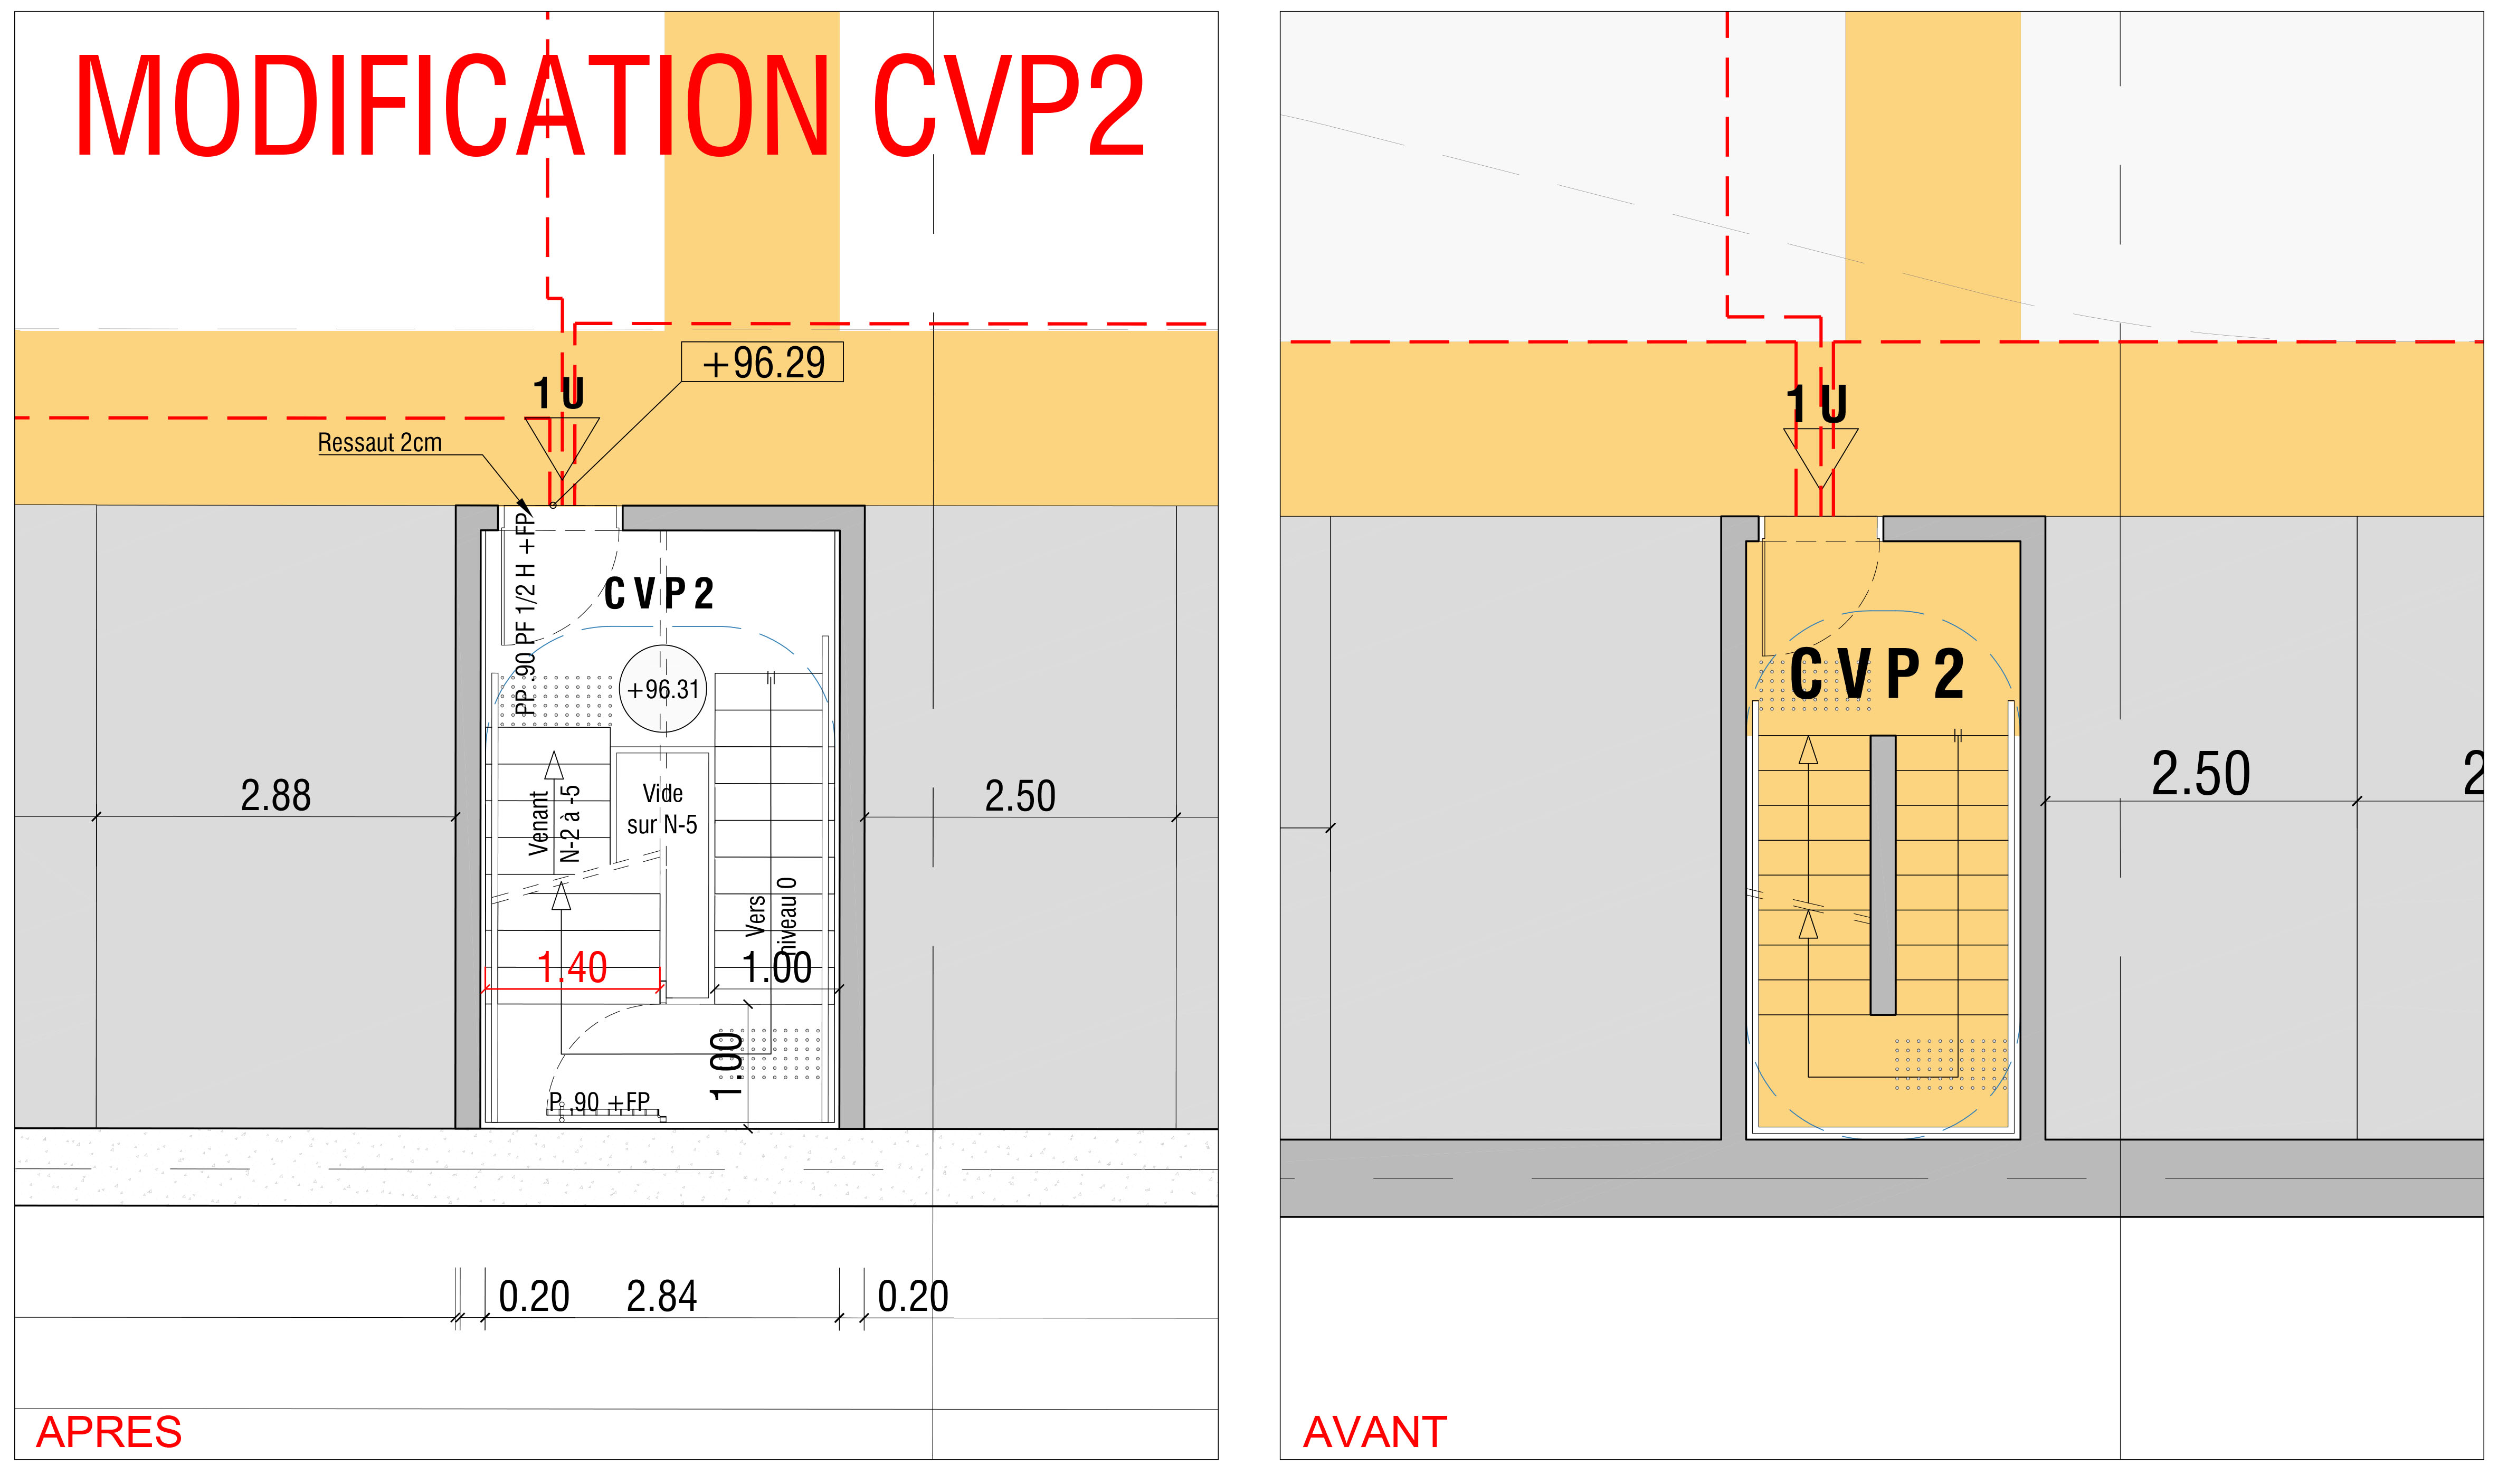 MODIFICATION CVP2
+96.29
1 U
Ressaut 2cm
PP .90 PF 1/2 H +FP
CVP2
+96.31
Vide
sur N-5
Venant
N-2 à -5
Vers
niveau 0
2.88
2.50
1.40
1.00
1.00
P .90 +FP
0.20
2.84
0.20
APRES
1 U
CVP2
2.50
2
AVANT